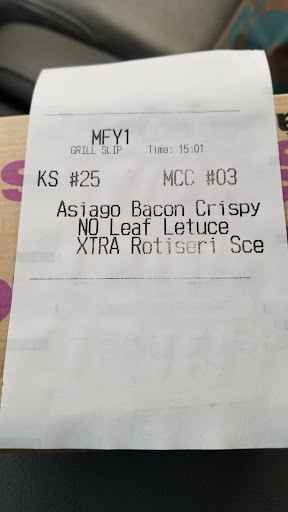 MFY1
GRILL SLIP Time: 15:01
KS #25 MCC #03
Asiago Bacon Crispy
NO Leaf Letuce
XTRA Rotiseri Sce